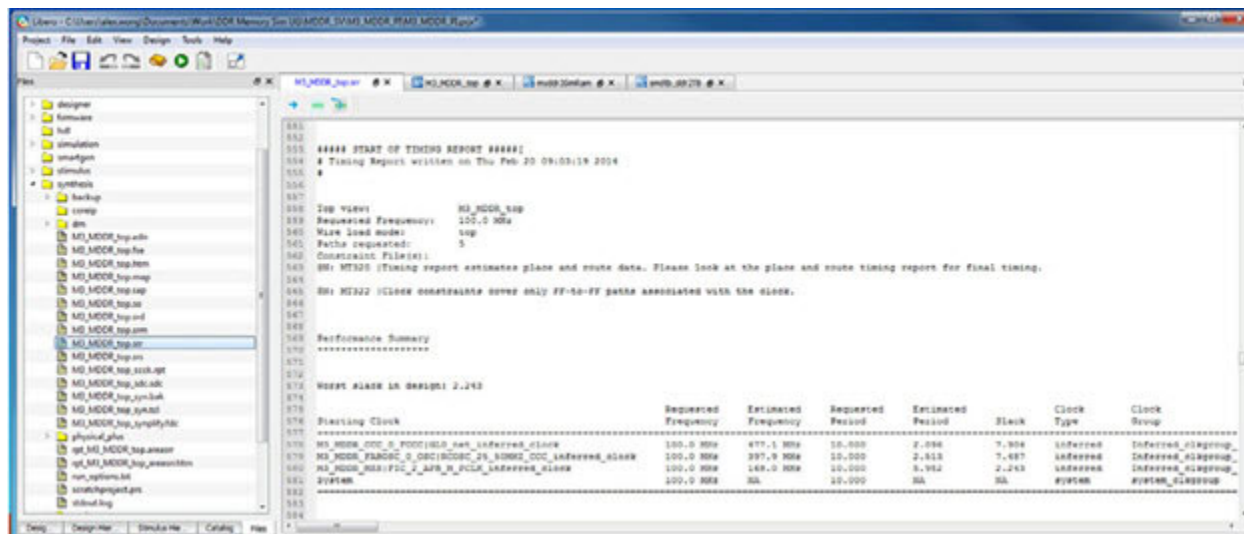 Libero - C:\Users\alex.wong\Documents\Work\DDR Memory Sim UG\MDDR_SV\M3_MDDR_PF\M3_MDDR_PF.prjx*
Project File Edit View Design Tools Help
Files
M3_MDDR_top.srr M3_MDDR_top
designer
firmware
hdl
simulation
smartgen
stimulus
synthesis
backup
coreip
dm
M3_MDDR_top.edn
M3_MDDR_top.fse
M3_MDDR_top.htm
M3_MDDR_top.map
M3_MDDR_top.sap
M3_MDDR_top.so
M3_MDDR_top.srd
M3_MDDR_top.srm
M3_MDDR_top.srr
M3_MDDR_top.srs
M3_MDDR_top_scck.rpt
M3_MDDR_top_sdc.sdc
M3_MDDR_top_syn.bak
M3_MDDR_top_syn.tcl
M3_MDDR_top_synplify.fdc
physical_plus
rpt_M3_MDDR_top.areasrr
rpt_M3_MDDR_top_areasrr.htm
run_options.txt
scratchproject.prs
stdout.log
Catalog Files
##### START OF TIMING REPORT #####[
# Timing Report written on Thu Feb 20 09:03:19 2014
#
Top view: M3_MDDR_top
Requested Frequency: 100.0 MHz
Wire load mode: top
Paths requested: 5
Constraint File(s):
@N: MT320 |Timing report estimates place and route data. Please look at the place and route timing report for final timing.
@N: MT322 |Clock constraints cover only FF-to-FF paths associated with the clock.
Performance Summary
*******************
Worst slack in design: 2.243
Requested Estimated Requested Estimated Clock Clock
Starting Clock Frequency Frequency Period Period Slack Type Group
M3_MDDR_CCC_0_FCCC|GL0_net_inferred_clock 100.0 MHz 477.1 MHz 10.000 2.096 7.904 inferred Inferred_clkgroup_
M3_MDDR_FABOSC_0_OSC|RCOSC_25_50MHZ_CCC_inferred_clock 100.0 MHz 397.9 MHz 10.000 2.513 7.487 inferred Inferred_clkgroup_
M3_MDDR_MSS|FIC_2_APB_M_PCLK_inferred_clock 100.0 MHz 168.0 MHz 10.000 5.952 2.243 inferred Inferred_clkgroup_
System 100.0 MHz NA 10.000 NA NA system system_clkgroup